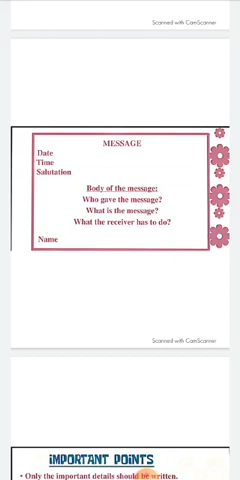 Scanned with CamScanner
MESSAGE
Date
Time
Salutation
Body of the message:
Who gave the message?
What is the message?
What the receiver has to do?
Name
Scanned with CamScanner
IMPORTANT POINTS
• Only the important details should be written.